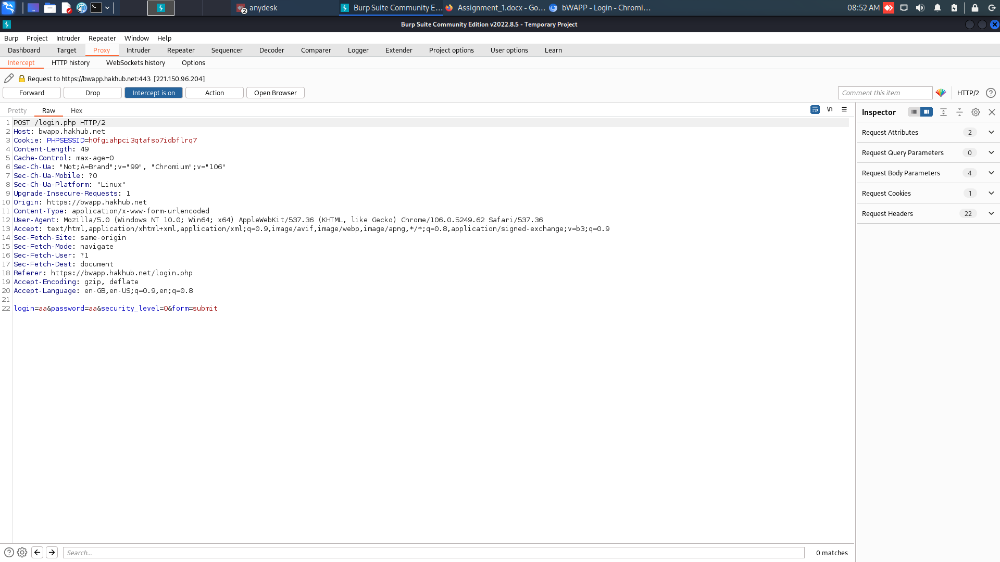 anydesk
2
Burp Suite Community E...
Assignment_1.docx - Go...
bWAPP - Login - Chromi...
08:52 AM
Burp Suite Community Edition v2022.8.5 - Temporary Project
Burp Project Intruder Repeater Window Help
Dashboard Target Proxy Intruder Repeater Sequencer Decoder Comparer Logger Extender Project options User options Learn
Intercept HTTP history WebSockets history Options
Request to https://bwapp.hakhub.net:443 [221.150.96.204]
Forward Drop Intercept is on Action Open Browser
Comment this item
HTTP/2
Pretty Raw Hex
\n
1 POST /login.php HTTP/2
2 Host: bwapp.hakhub.net
3 Cookie: PHPSESSID=h0fgiahpci3qtafso7idbflrq7
4 Content-Length: 49
5 Cache-Control: max-age=0
6 Sec-Ch-Ua: "Not;A=Brand";v="99", "Chromium";v="106"
7 Sec-Ch-Ua-Mobile: ?0
8 Sec-Ch-Ua-Platform: "Linux"
9 Upgrade-Insecure-Requests: 1
10 Origin: https://bwapp.hakhub.net
11 Content-Type: application/x-www-form-urlencoded
12 User-Agent: Mozilla/5.0 (Windows NT 10.0; Win64; x64) AppleWebKit/537.36 (KHTML, like Gecko) Chrome/106.0.5249.62 Safari/537.36
13 Accept: text/html,application/xhtml+xml,application/xml;q=0.9,image/avif,image/webp,image/apng,*/*;q=0.8,application/signed-exchange;v=b3;q=0.9
14 Sec-Fetch-Site: same-origin
15 Sec-Fetch-Mode: navigate
16 Sec-Fetch-User: ?1
17 Sec-Fetch-Dest: document
18 Referer: https://bwapp.hakhub.net/login.php
19 Accept-Encoding: gzip, deflate
20 Accept-Language: en-GB,en-US;q=0.9,en;q=0.8
21
22 login=aa&password=aa&security_level=0&form=submit
Inspector
Request Attributes 2
Request Query Parameters 0
Request Body Parameters 4
Request Cookies 1
Request Headers 22
Search...
0 matches